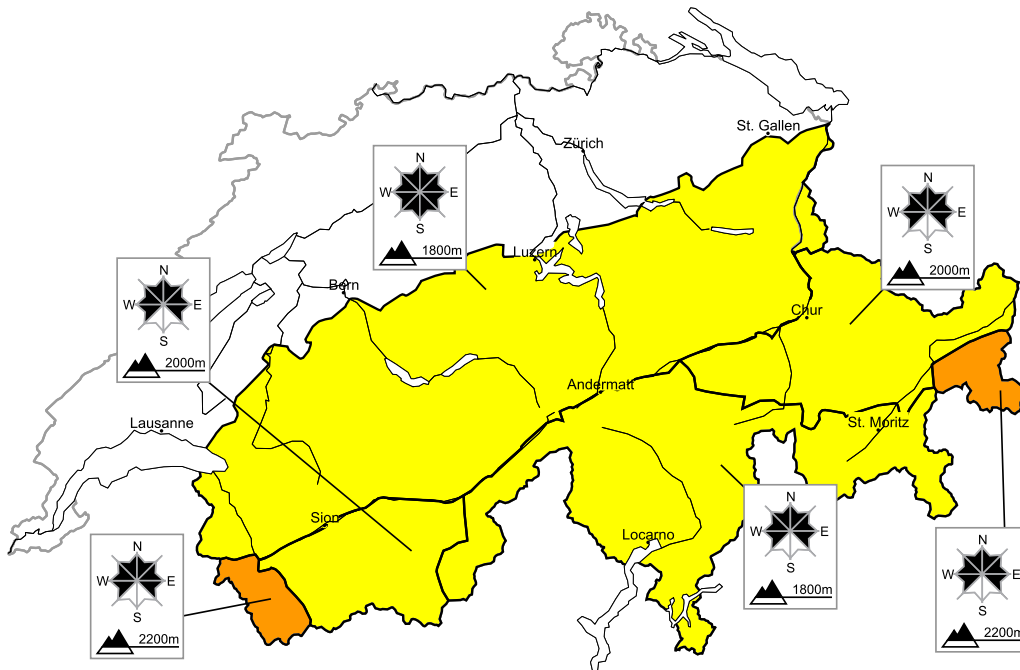 St. Gallen
Zürich
N
W E
S
1800m
N
W E
S
2000m
Luzern
N
W E
S
2000m
Bern
Chur
Andermatt
Lausanne
St. Moritz
Sion
N
W E
S
1800m
Locarno
N
W E
S
2200m
N
W E
S
2200m